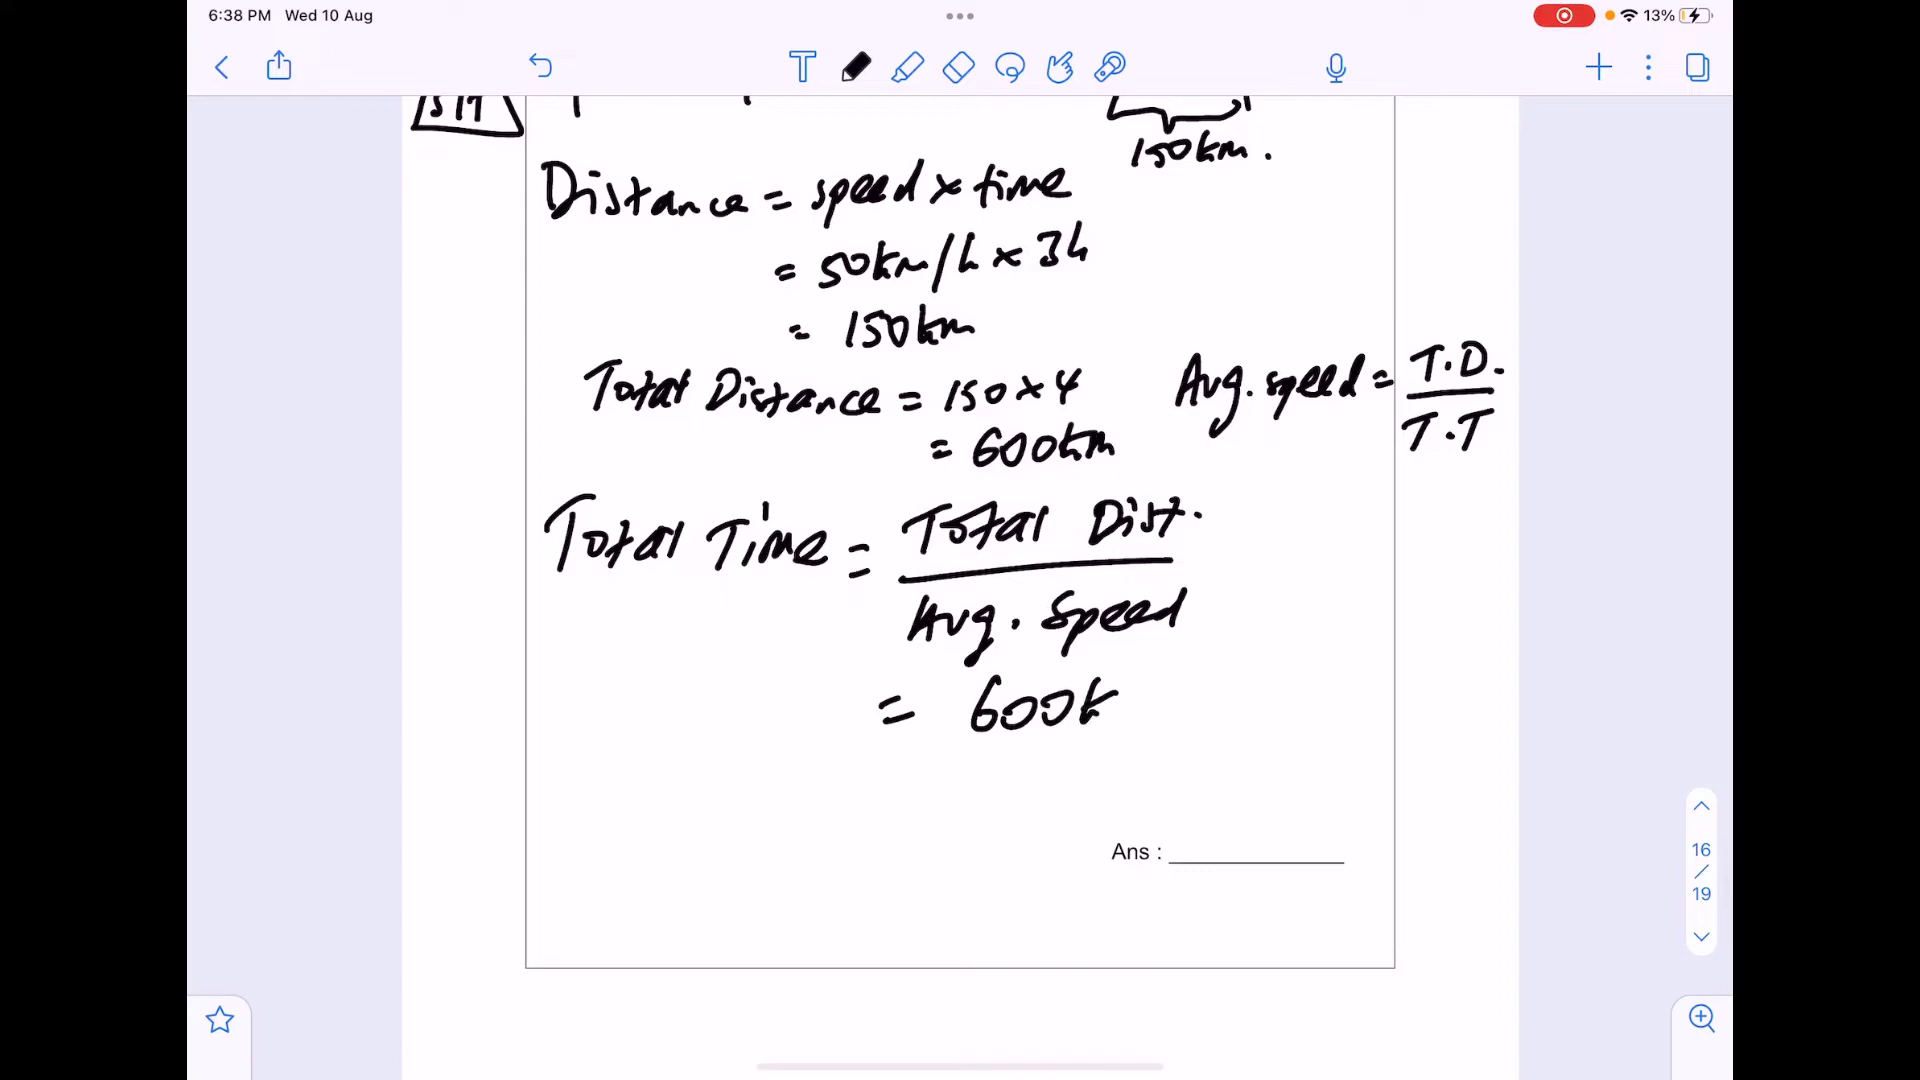 6:38 PM Wed 10 Aug
13%
150km.
Distance = speed x time
= 50km/h x 3h
= 150km
Total Distance = 150 x 4
= 600km
Avg. speed = T.D.
T.T
Total Time = Total Dist.
Avg. Speed
= 600k
Ans :
16
/
19